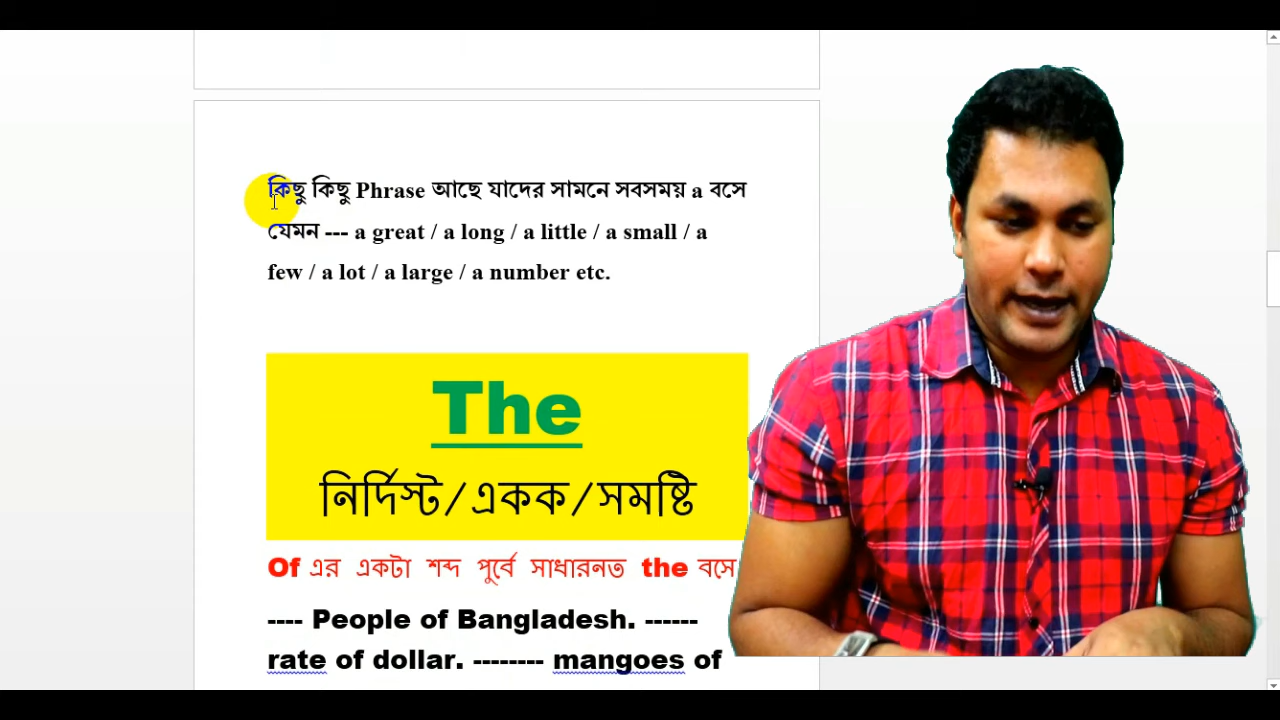 কিছু কিছু Phrase আছে যাদের সামনে সবসময় a বসে
যেমন --- a great / a long / a little / a small / a
few / a lot / a large / a number etc.
The
নির্দিস্ট/একক/সমষ্টি
Of এর একটা শব্দ পুর্বে সাধারনত the বসে
---- People of Bangladesh. ------
rate of dollar. -------- mangoes of